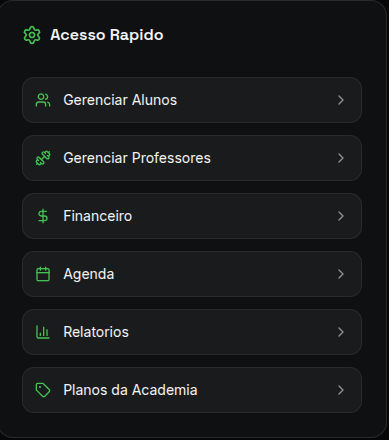 Acesso Rapido
Gerenciar Alunos
Gerenciar Professores
Financeiro
Agenda
Relatorios
Planos da Academia